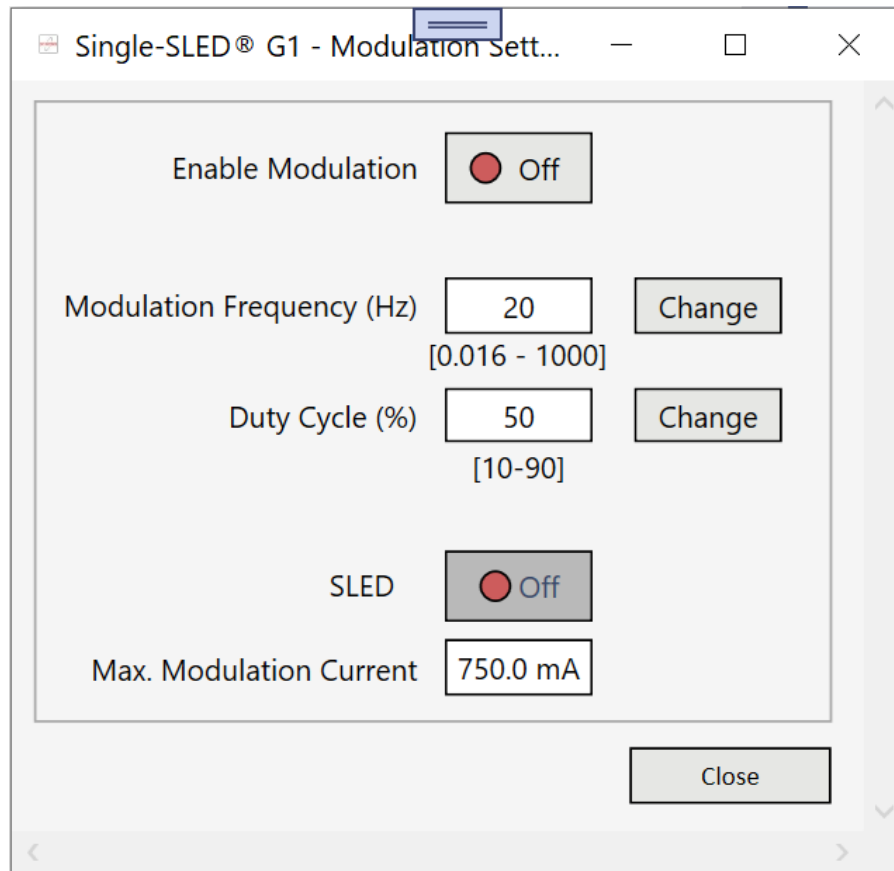 Single-SLED® G1 - Modulation Sett...
Enable Modulation Off
Modulation Frequency (Hz) 20 Change
[0.016 - 1000]
Duty Cycle (%) 50 Change
[10-90]
SLED Off
Max. Modulation Current 750.0 mA
Close